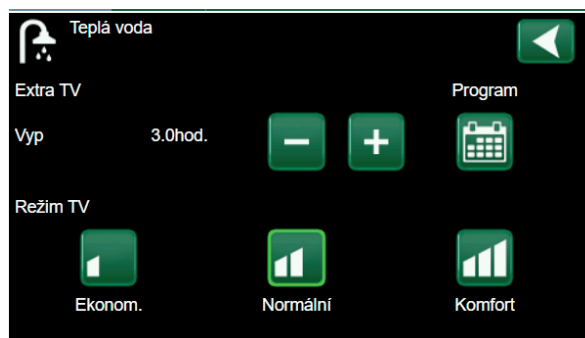 Teplá voda
Extra TV Program
Vyp 3.0hod.
Režim TV
Ekonom. Normální Komfort